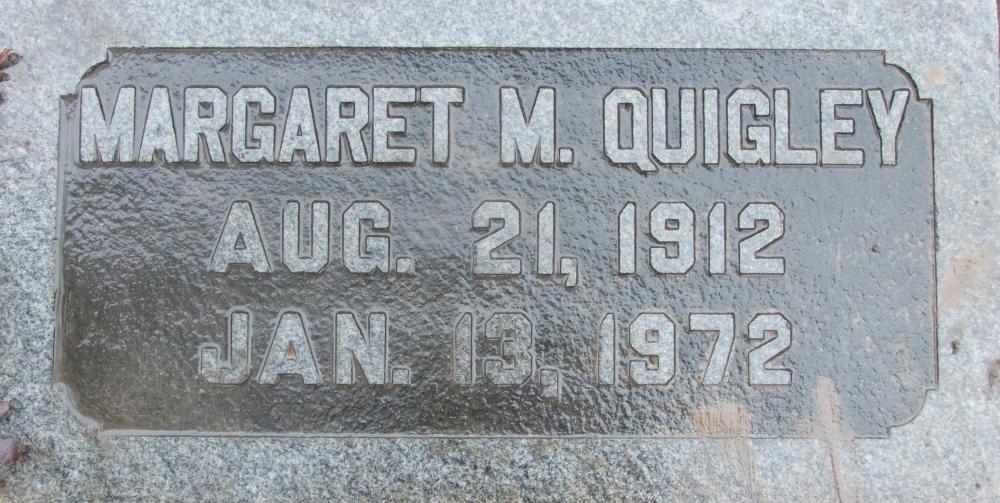 MARGARET M. QUIGLEY
AUG. 21, 1912
JAN. 13, 1972